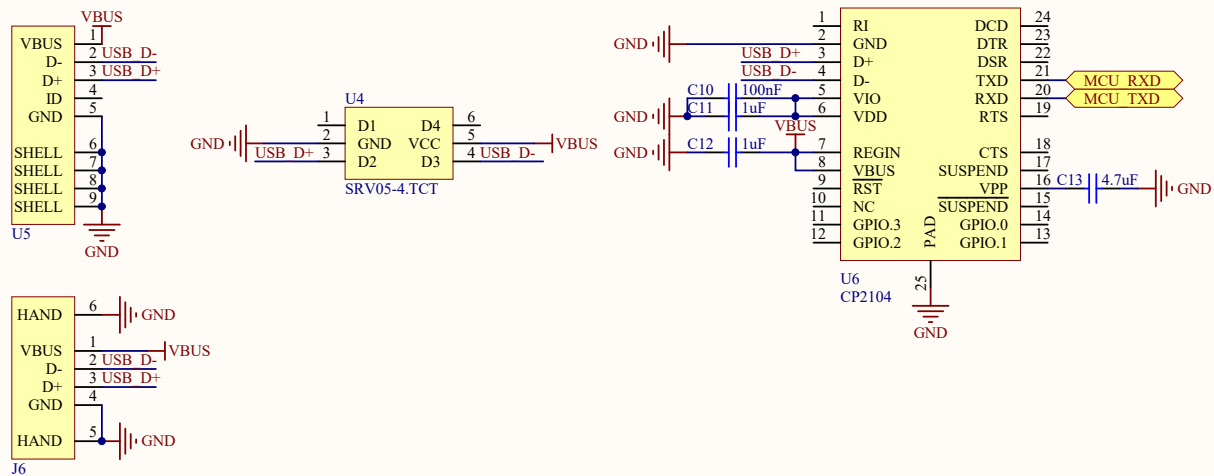 VBUS
VBUS 1
D- 2 USB_D-
D+ 3 USB_D+
ID 4
GND 5
SHELL 6
SHELL 7
SHELL 8
SHELL 9
U5
GND
HAND 6 GND
VBUS 1 VBUS
D- 2 USB_D-
D+ 3 USB_D+
GND 4
HAND 5 GND
J6
U4
1 D1 D4 6
GND 2 GND VCC 5 VBUS
USB_D+ 3 D2 D3 4 USB_D-
SRV05-4.TCT
1 RI DCD 24
GND 2 GND DTR 23
USB_D+ 3 D+ DSR 22
USB_D- 4 D- TXD 21 MCU_RXD
C10 100nF 5 VIO RXD 20 MCU_TXD
GND C11 1uF 6 VDD RTS 19
VBUS
GND C12 1uF 7 REGIN CTS 18
8 VBUS SUSPEND 17
9 RST VPP 16 C13 4.7uF GND
10 NC SUSPEND 15
11 GPIO.3 GPIO.0 14
12 GPIO.2 GPIO.1 13
PAD
25
U6
CP2104
GND